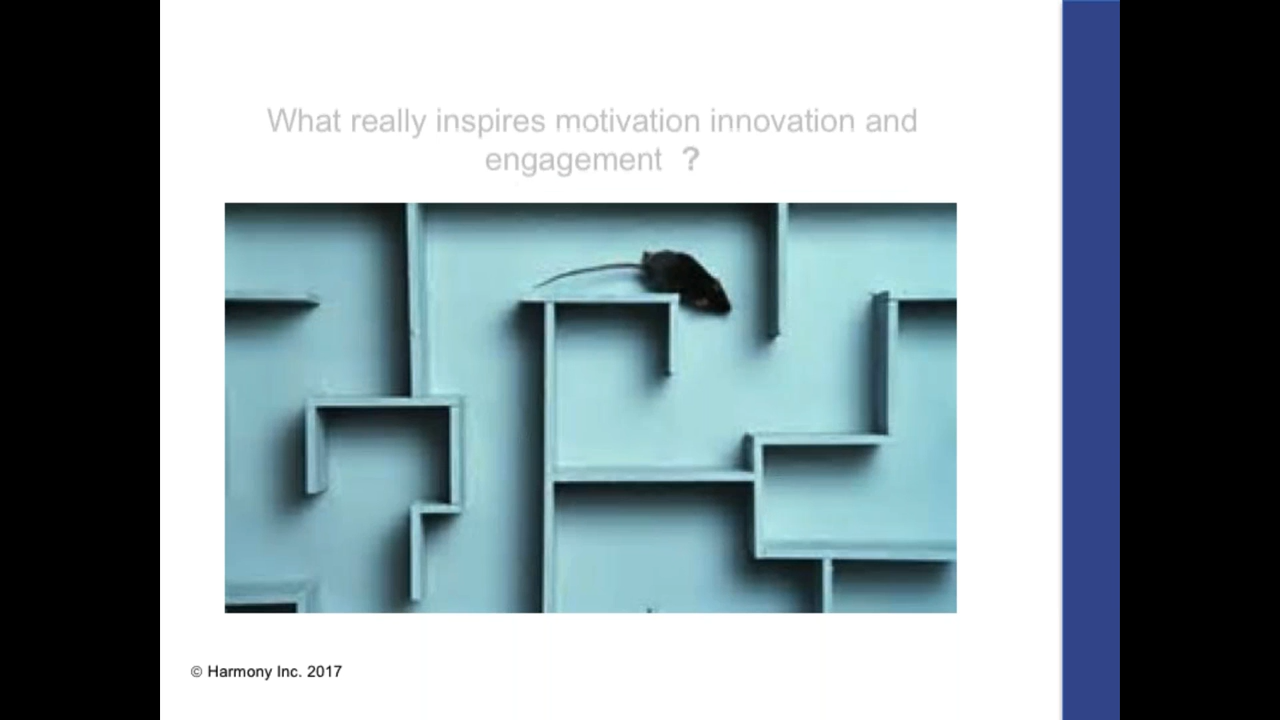 What really inspires motivation innovation and
engagement ?
© Harmony Inc. 2017